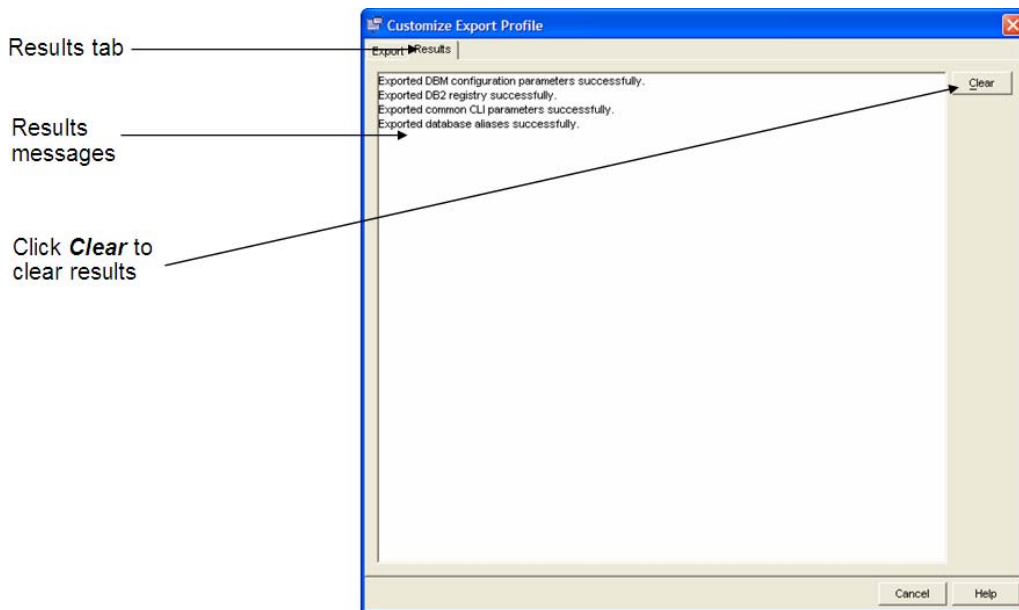 Customize Export Profile
Results tab
Export Results
Exported DBM configuration parameters successfully.
Clear
Exported DB2 registry successfully.
Exported common CLI parameters successfully.
Exported database aliases successfully.
Results
messages
Click Clear to
clear results
Cancel Help